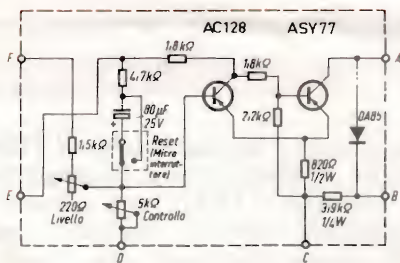 AC128 ASY77
F
1,8kΩ
1,8kΩ
A
4,7kΩ
80µF
25V
+
2,2kΩ
OA85
1,5kΩ
Reset
(Micro
interrut-
tore)
820Ω
1/2W
E
B
220Ω
Livello
5kΩ
Controllo
3,9kΩ
1/4W
D
C